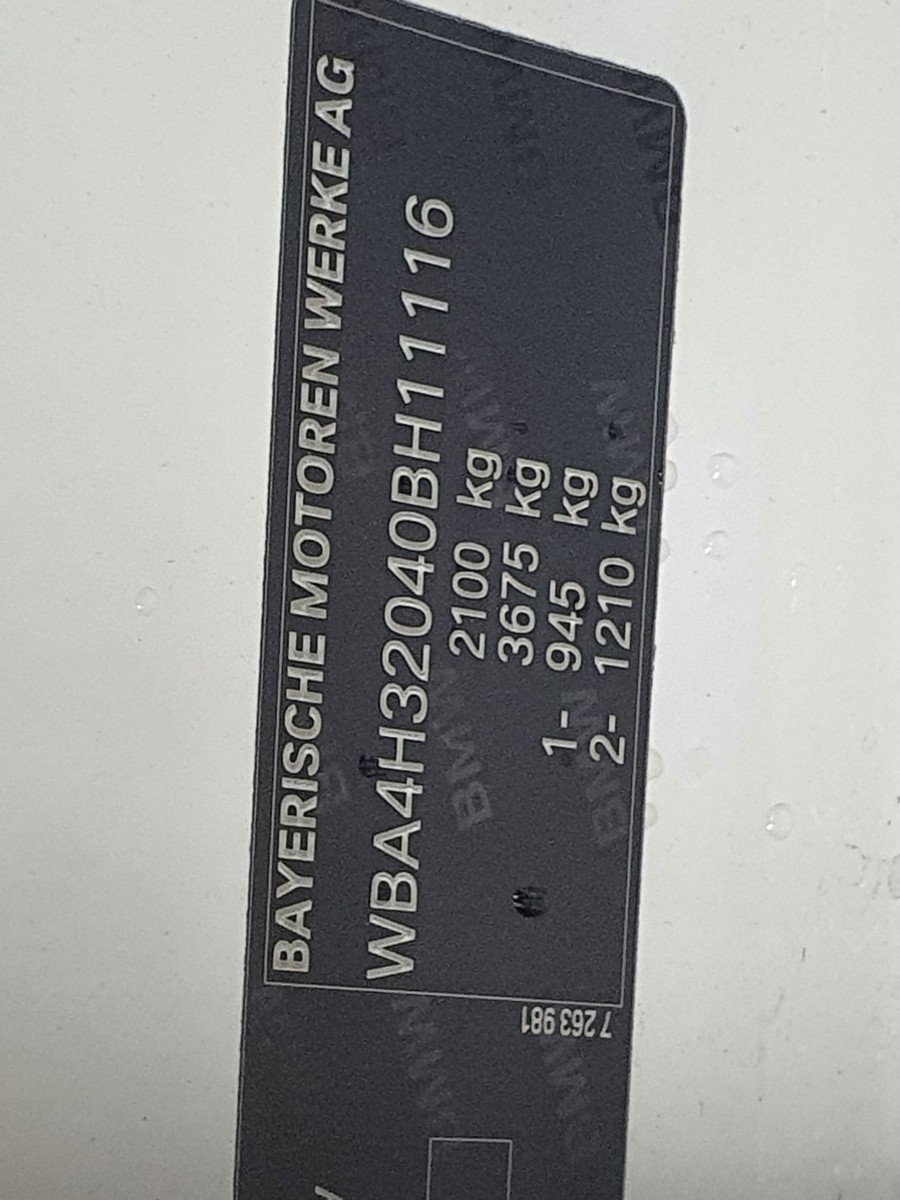 BAYERISCHE MOTOREN WERKE AG
WBA4H32040BH11116
2100 kg
3675 kg
1- 945 kg
2- 1210 kg
7 263 981